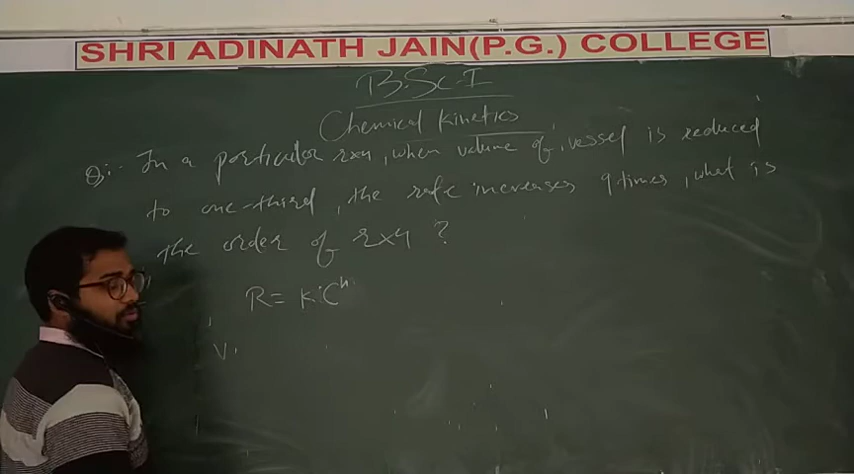 SHRI ADINATH JAIN(P.G.) COLLEGE
B.Sc-I
Chemical kinetics
Q:- In a particular rxn, when volume of vessel is reduced
to one-third, the rate increases 9 times, what is
the order of rxn ?
R = K·Cⁿ
V